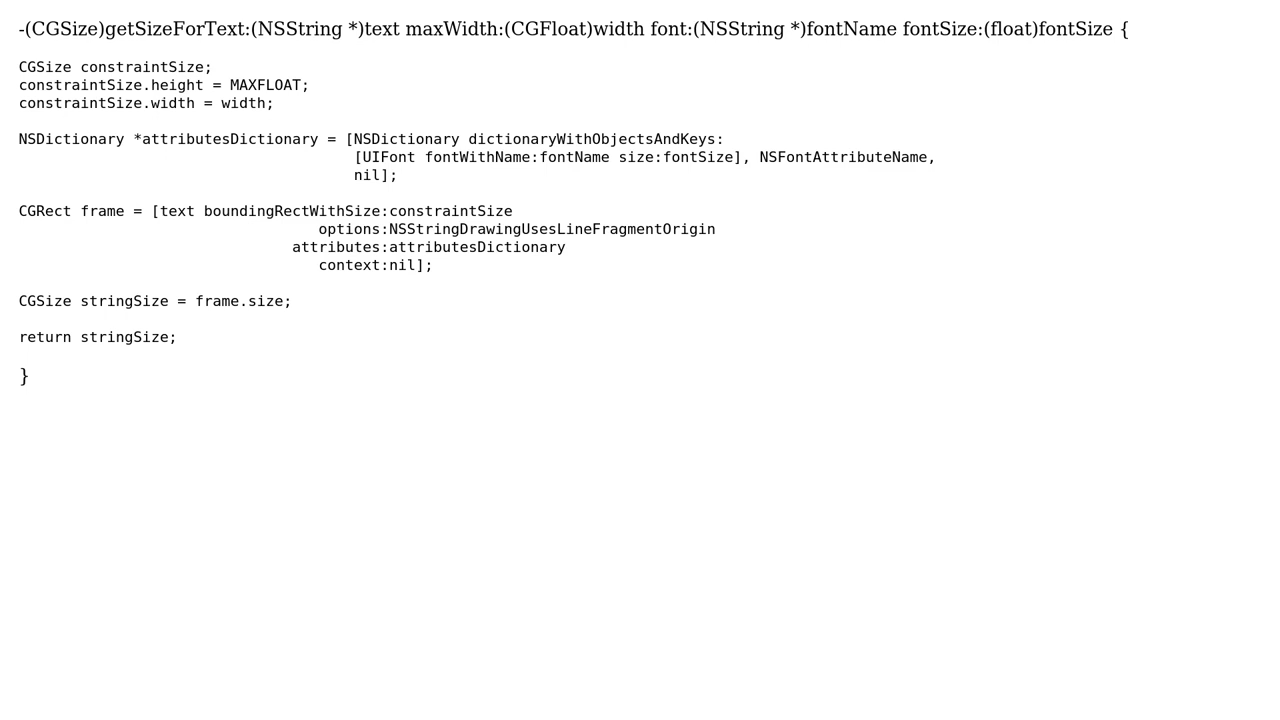 -(CGSize)getSizeForText:(NSString *)text maxWidth:(CGFloat)width font:(NSString *)fontName fontSize:(float)fontSize {
CGSize constraintSize;
constraintSize.height = MAXFLOAT;
constraintSize.width = width;
NSDictionary *attributesDictionary = [NSDictionary dictionaryWithObjectsAndKeys:
[UIFont fontWithName:fontName size:fontSize], NSFontAttributeName,
nil];
CGRect frame = [text boundingRectWithSize:constraintSize
options:NSStringDrawingUsesLineFragmentOrigin
attributes:attributesDictionary
context:nil];
CGSize stringSize = frame.size;
return stringSize;
}